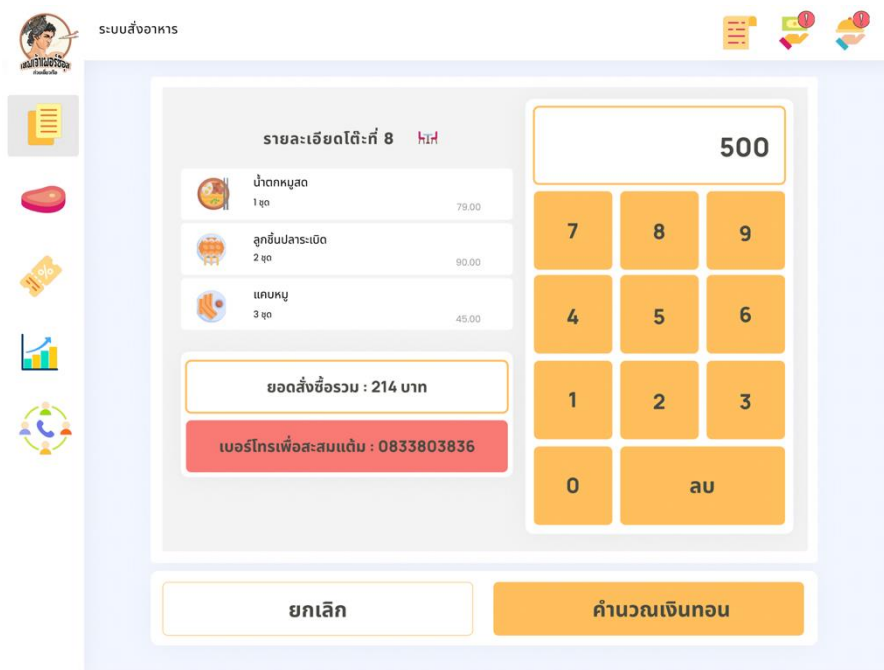 ระบบสั่งอาหาร
รายละเอียดโต๊ะที่ 8
น้ำตกหมูสด
1 ชุด
79.00
ลูกชิ้นปลาระเบิด
2 ชุด
90.00
แคบหมู
3 ชุด
45.00
ยอดสั่งซื้อรวม : 214 บาท
เบอร์โทรเพื่อสะสมแต้ม : 0833803836
500
7 8 9
4 5 6
1 2 3
0 ลบ
ยกเลิก
คำนวณเงินทอน